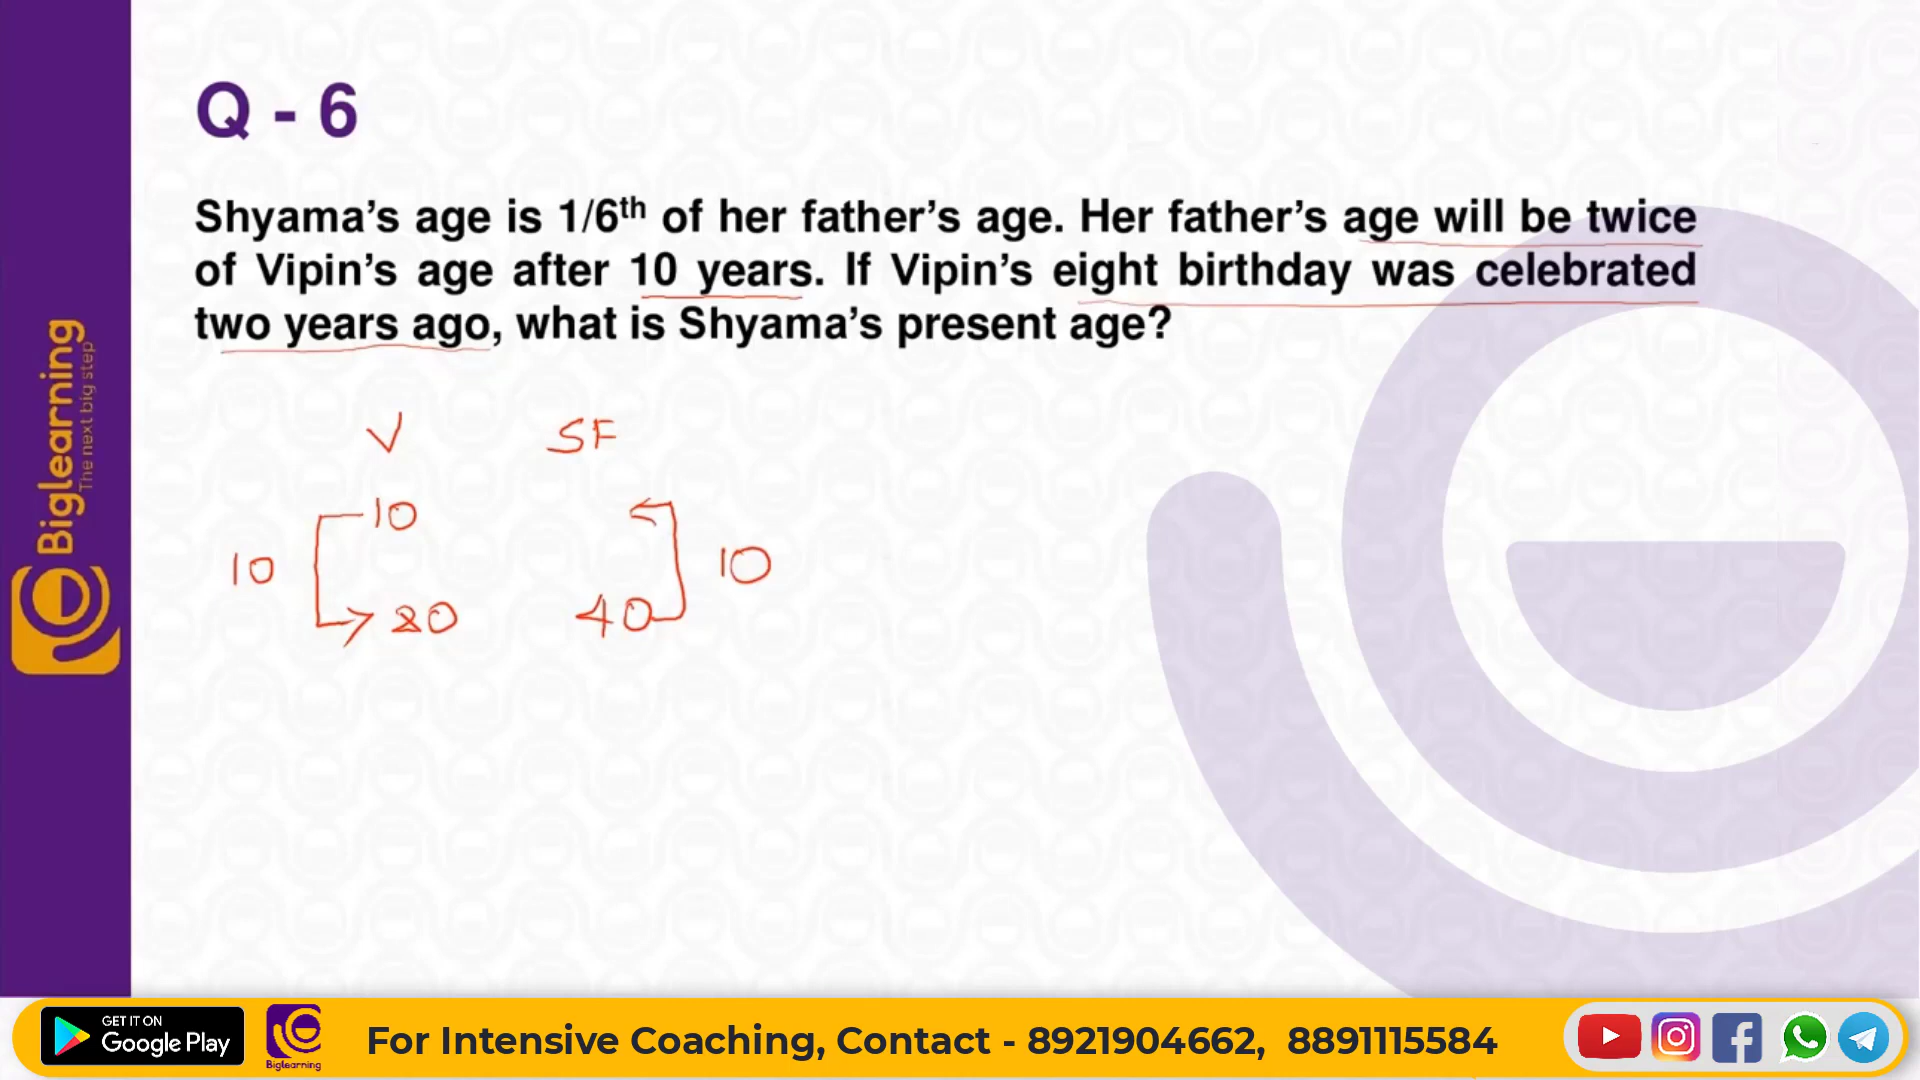 Q - 6
Shyama’s age is 1/6th of her father’s age. Her father’s age will be twice
of Vipin’s age after 10 years. If Vipin’s eight birthday was celebrated
two years ago, what is Shyama’s present age?
V SF
10
10 10
20 40
Biglearning
The next big step
GET IT ON
Google Play
Biglearning
For Intensive Coaching, Contact - 8921904662, 8891115584